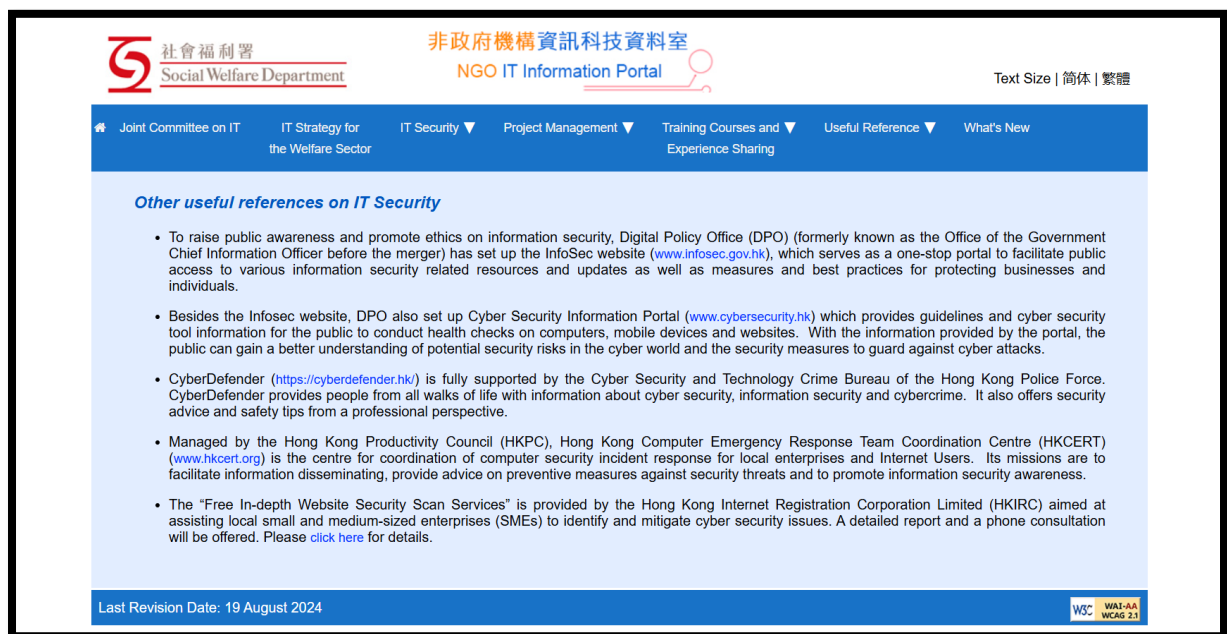 社會福利署
Social Welfare Department
非政府機構資訊科技資料室
NGO IT Information Portal
Text Size | 简体 | 繁體
Joint Committee on IT
IT Strategy for
the Welfare Sector
IT Security ▼
Project Management ▼
Training Courses and ▼
Experience Sharing
Useful Reference ▼
What's New
Other useful references on IT Security
• To raise public awareness and promote ethics on information security, Digital Policy Office (DPO) (formerly known as the Office of the Government
Chief Information Officer before the merger) has set up the InfoSec website (www.infosec.gov.hk), which serves as a one-stop portal to facilitate public
access to various information security related resources and updates as well as measures and best practices for protecting businesses and
individuals.
• Besides the Infosec website, DPO also set up Cyber Security Information Portal (www.cybersecurity.hk) which provides guidelines and cyber security
tool information for the public to conduct health checks on computers, mobile devices and websites. With the information provided by the portal, the
public can gain a better understanding of potential security risks in the cyber world and the security measures to guard against cyber attacks.
• CyberDefender (https://cyberdefender.hk/) is fully supported by the Cyber Security and Technology Crime Bureau of the Hong Kong Police Force.
CyberDefender provides people from all walks of life with information about cyber security, information security and cybercrime. It also offers security
advice and safety tips from a professional perspective.
• Managed by the Hong Kong Productivity Council (HKPC), Hong Kong Computer Emergency Response Team Coordination Centre (HKCERT)
(www.hkcert.org) is the centre for coordination of computer security incident response for local enterprises and Internet Users. Its missions are to
facilitate information disseminating, provide advice on preventive measures against security threats and to promote information security awareness.
• The “Free In-depth Website Security Scan Services” is provided by the Hong Kong Internet Registration Corporation Limited (HKIRC) aimed at
assisting local small and medium-sized enterprises (SMEs) to identify and mitigate cyber security issues. A detailed report and a phone consultation
will be offered. Please click here for details.
Last Revision Date: 19 August 2024
W3C WAI-AA
WCAG 2.1